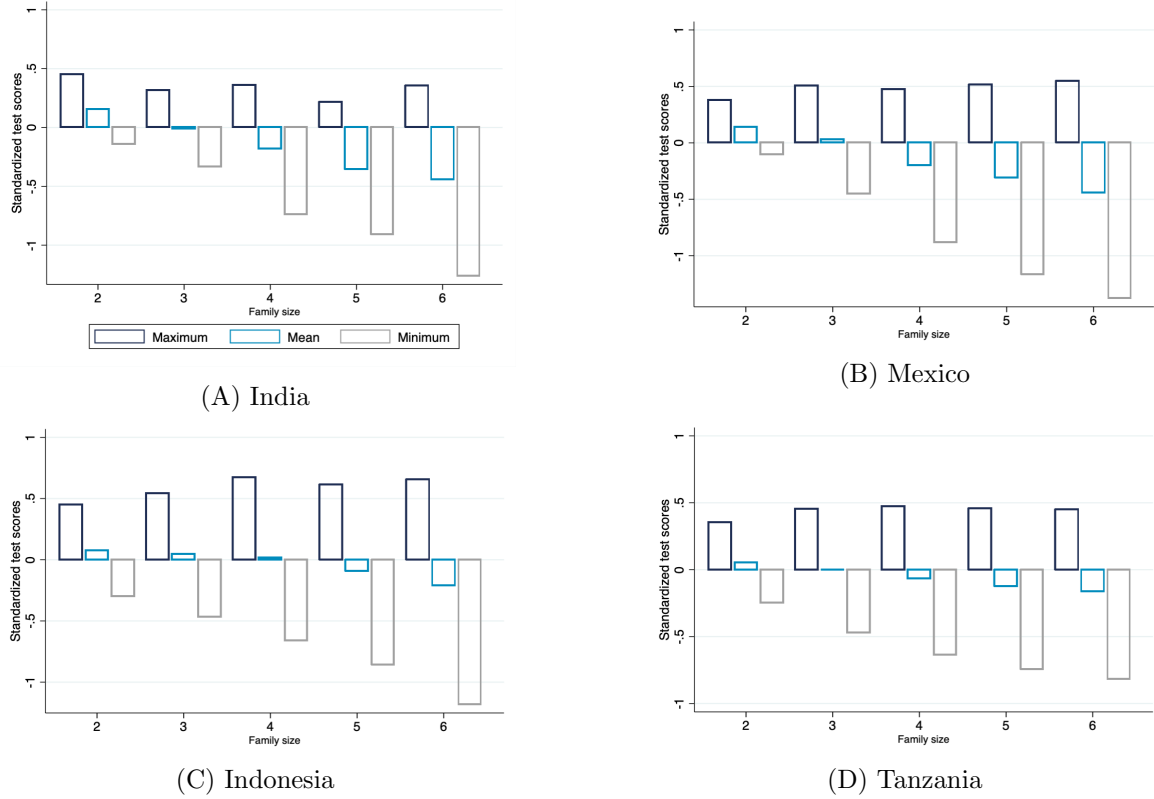 Standardized test scores
1
.5
0
-.5
-1
2 3 4 5 6
Family size
Maximum Mean Minimum
(A) India
Standardized test scores
1
.5
0
-.5
-1
2 3 4 5 6
Family size
(B) Mexico
Standardized test scores
1
.5
0
-.5
-1
2 3 4 5 6
Family size
(C) Indonesia
Standardized test scores
1
.5
0
-.5
-1
2 3 4 5 6
Family size
(D) Tanzania